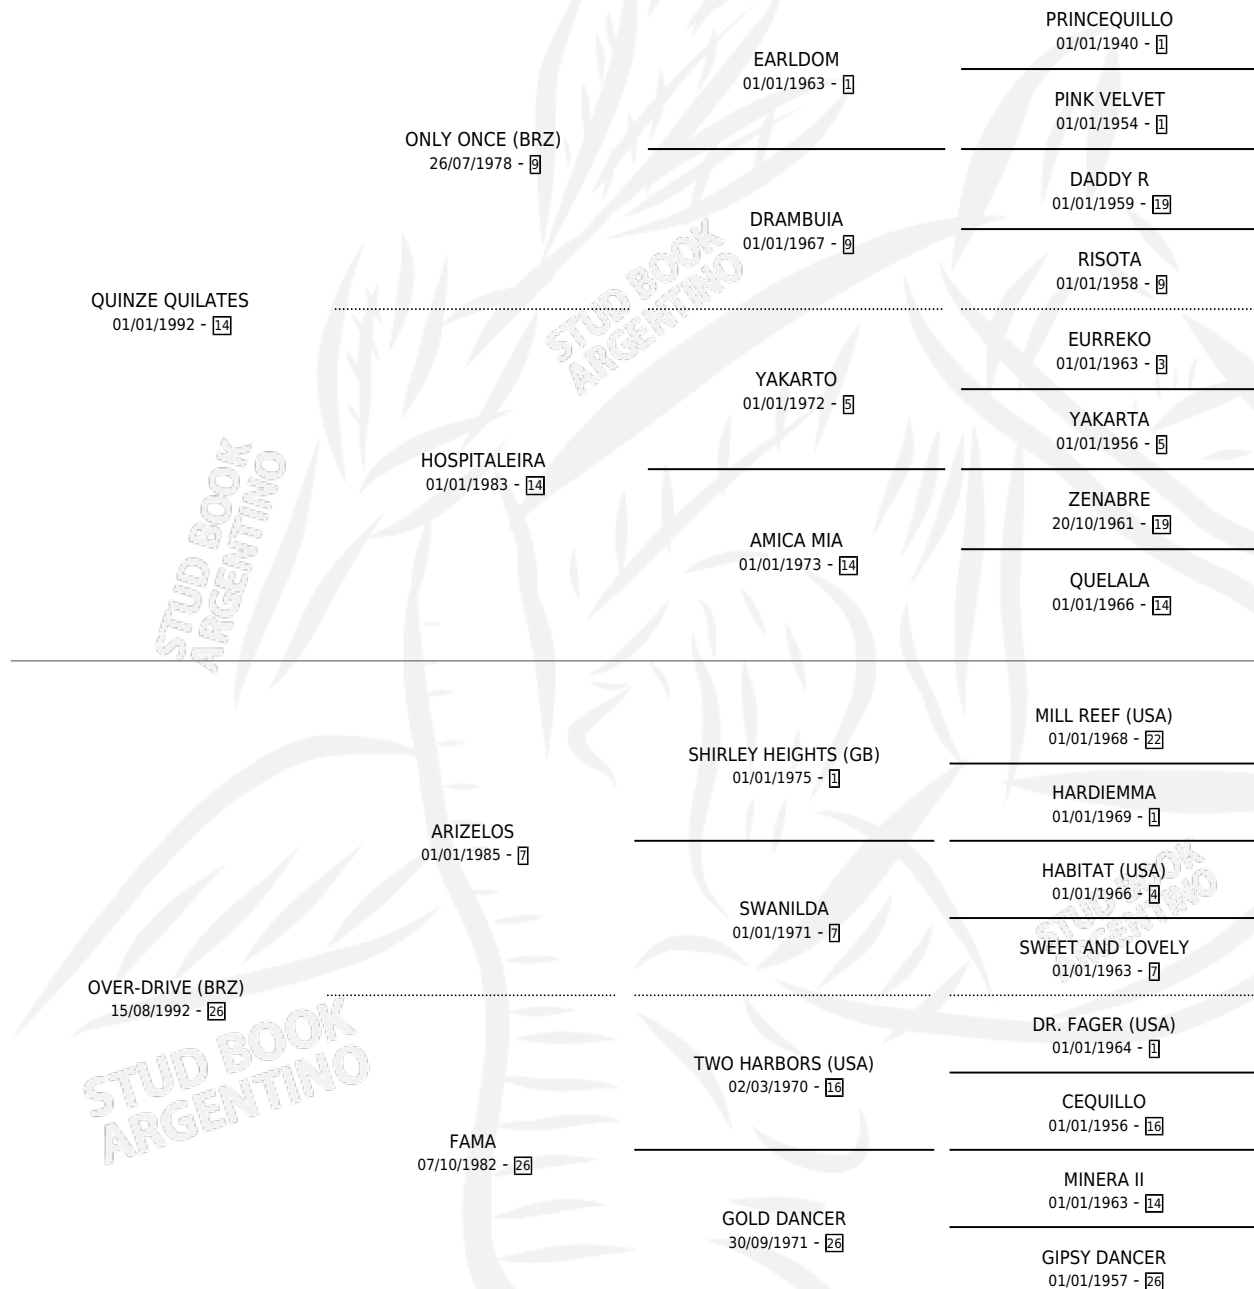 PRINCEQUILLO
01/01/1940 - 1
EARLDOM
01/01/1963 - 1
PINK VELVET
01/01/1954 - 1
ONLY ONCE (BRZ)
26/07/1978 - 9
DADDY R
01/01/1959 - 19
DRAMBUIA
01/01/1967 - 9
RISOTA
01/01/1958 - 9
QUINZE QUILATES
01/01/1992 - 14
EURREKO
01/01/1963 - 3
YAKARTO
01/01/1972 - 5
YAKARTA
01/01/1956 - 5
HOSPITALEIRA
01/01/1983 - 14
ZENABRE
20/10/1961 - 19
AMICA MIA
01/01/1973 - 14
QUELALA
01/01/1966 - 14
STUD BOOK
ARGENTINO
STUD BOOK
ARGENTINO
MILL REEF (USA)
01/01/1968 - 22
SHIRLEY HEIGHTS (GB)
01/01/1975 - 1
HARDIEMMA
01/01/1969 - 1
ARIZELOS
01/01/1985 - 7
HABITAT (USA)
01/01/1966 - 4
SWANILDA
01/01/1971 - 7
SWEET AND LOVELY
01/01/1963 - 7
OVER-DRIVE (BRZ)
15/08/1992 - 26
DR. FAGER (USA)
01/01/1964 - 1
TWO HARBORS (USA)
02/03/1970 - 16
CEQUILLO
01/01/1956 - 16
FAMA
07/10/1982 - 26
MINERA II
01/01/1963 - 14
GOLD DANCER
30/09/1971 - 26
GIPSY DANCER
01/01/1957 - 26
STUD BOOK
ARGENTINO
STUD BOOK
ARGENTINO